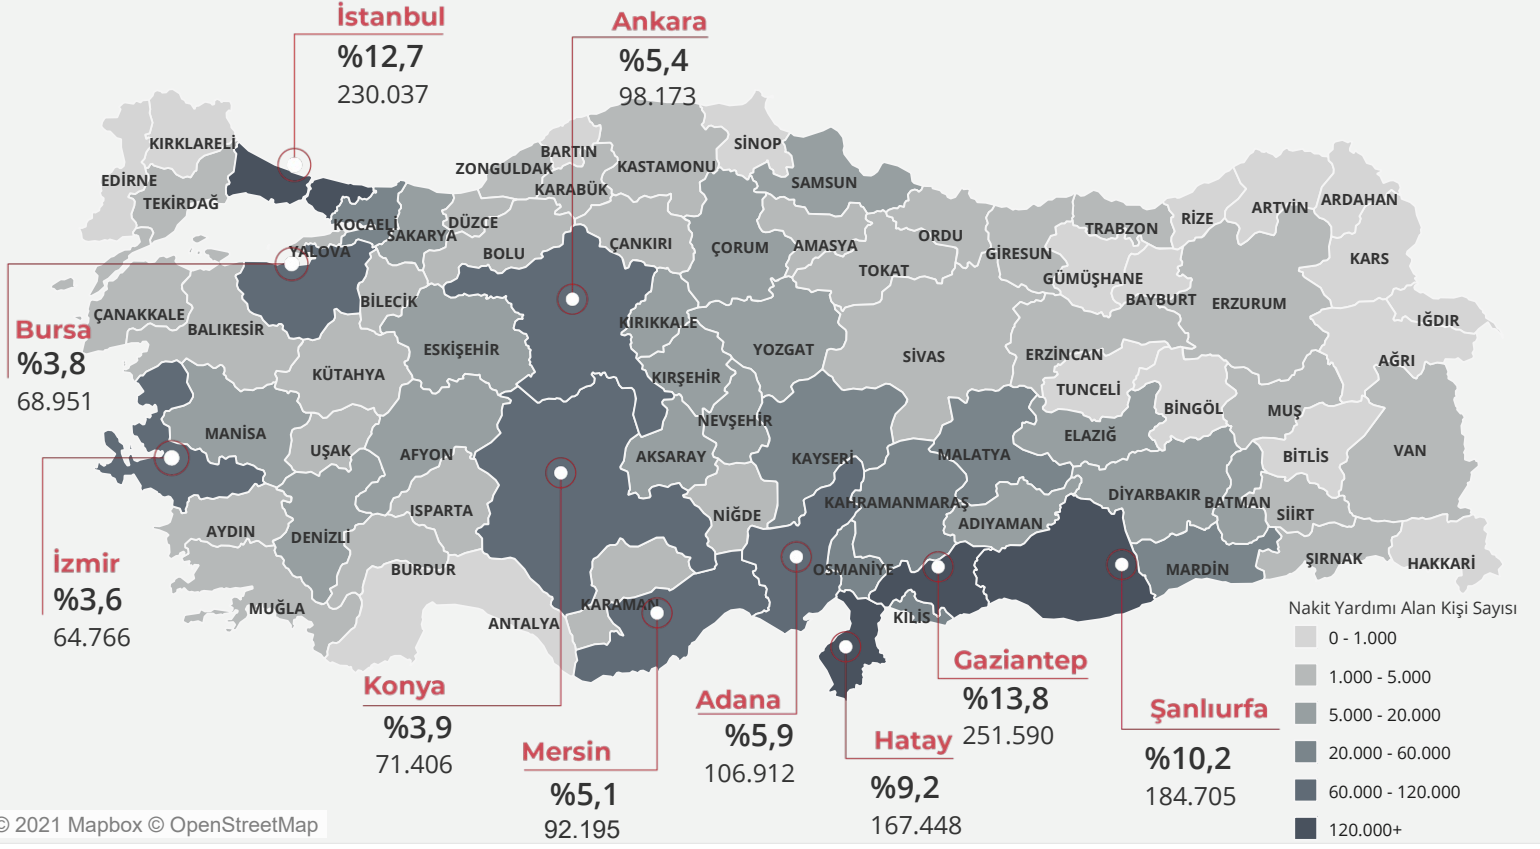 İstanbul
%12,7
230.037
Ankara
%5,4
98.173
KIRKLARELİ
EDİRNE
TEKİRDAĞ
BARTIN
ZONGULDAK
KARABÜK
KASTAMONU
SİNOP
SAMSUN
KOCAELİ
SAKARYA
DÜZCE
BOLU
YALOVA
ÇANKIRI
ÇORUM
AMASYA
TOKAT
ORDU
GİRESUN
TRABZON
RİZE
ARTVİN
ARDAHAN
KARS
GÜMÜŞHANE
BAYBURT
ERZURUM
IĞDIR
AĞRI
ÇANAKKALE
BALIKESİR
BİLECİK
ESKİŞEHİR
KÜTAHYA
KIRIKKALE
KIRŞEHİR
YOZGAT
SİVAS
ERZİNCAN
TUNCELİ
BİNGÖL
MUŞ
BİTLİS
VAN
Bursa
%3,8
68.951
MANİSA
UŞAK
AFYON
NEVŞEHİR
AKSARAY
KAYSERİ
MALATYA
ELAZIĞ
DİYARBAKIR
BATMAN
SİİRT
ŞIRNAK
HAKKARİ
AYDIN
DENİZLİ
ISPARTA
NİĞDE
KAHRAMANMARAŞ
ADIYAMAN
MARDİN
BURDUR
MUĞLA
ANTALYA
KARAMAN
OSMANİYE
KİLİS
İzmir
%3,6
64.766
Konya
%3,9
71.406
Mersin
%5,1
92.195
Adana
%5,9
106.912
Hatay
%9,2
167.448
Gaziantep
%13,8
251.590
Şanlıurfa
%10,2
184.705
Nakit Yardımı Alan Kişi Sayısı
0 - 1.000
1.000 - 5.000
5.000 - 20.000
20.000 - 60.000
60.000 - 120.000
120.000+
© 2021 Mapbox © OpenStreetMap